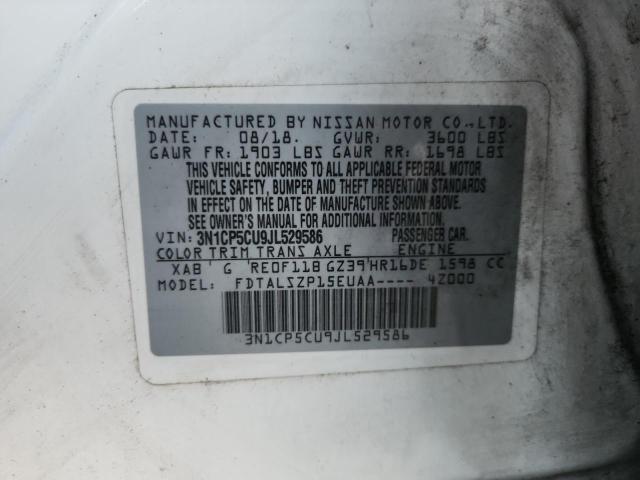 MANUFACTURED BY NISSAN MOTOR CO.,LTD.
DATE: 08/18 GVWR: 3600 LBS
GAWR FR: 1903 LBS GAWR RR: 1698 LBS
THIS VEHICLE CONFORMS TO ALL APPLICABLE FEDERAL MOTOR
VEHICLE SAFETY, BUMPER AND THEFT PREVENTION STANDARDS
IN EFFECT ON THE DATE OF MANUFACTURE SHOWN ABOVE.
SEE OWNER'S MANUAL FOR ADDITIONAL INFORMATION.
VIN: 3N1CP5CU9JL529586 PASSENGER CAR.
COLOR TRIM TRANS AXLE ENGINE
XAB G RE0F11B GZ39 HR16DE 1598 CC
MODEL: FDTALSZP15EUAA---- 4Z000
3N1CP5CU9JL529586